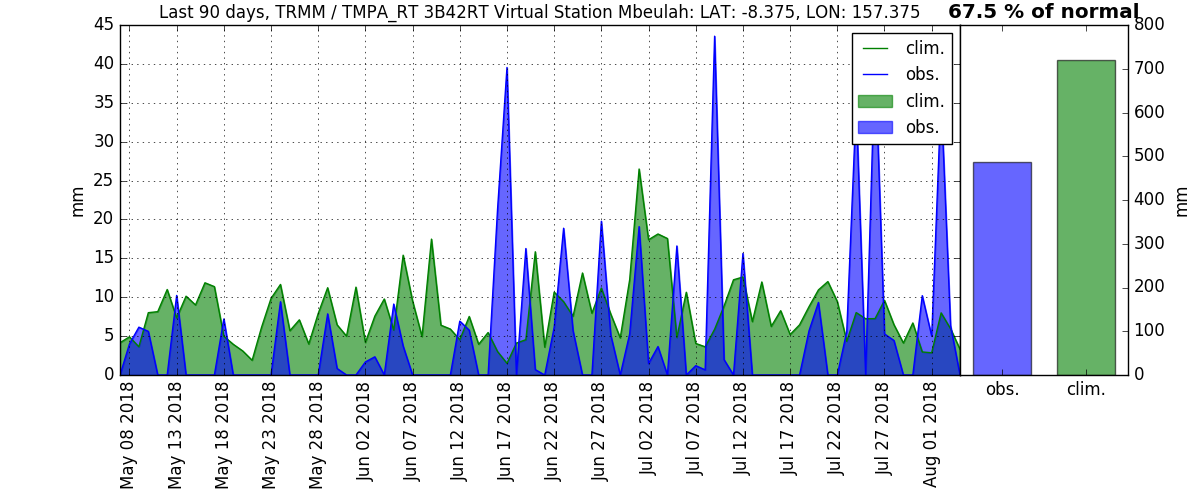 Last 90 days, TRMM / TMPA_RT 3B42RT Virtual Station Mbeulah: LAT: -8.375, LON: 157.375
67.5 % of normal
45
40
35
30
25
20
15
10
5
0
mm
clim.
obs.
clim.
obs.
May 08 2018
May 13 2018
May 18 2018
May 23 2018
May 28 2018
Jun 02 2018
Jun 07 2018
Jun 12 2018
Jun 17 2018
Jun 22 2018
Jun 27 2018
Jul 02 2018
Jul 07 2018
Jul 12 2018
Jul 17 2018
Jul 22 2018
Jul 27 2018
Aug 01 2018
800
700
600
500
400
300
200
100
0
mm
obs.
clim.